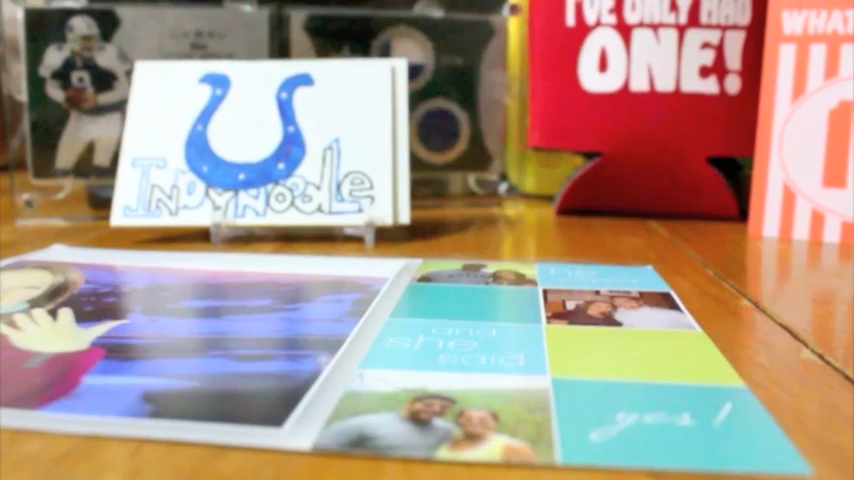 I'VE ONLY HAD
ONE!
WHAT
IndyNoodle
and
she
said
yes!